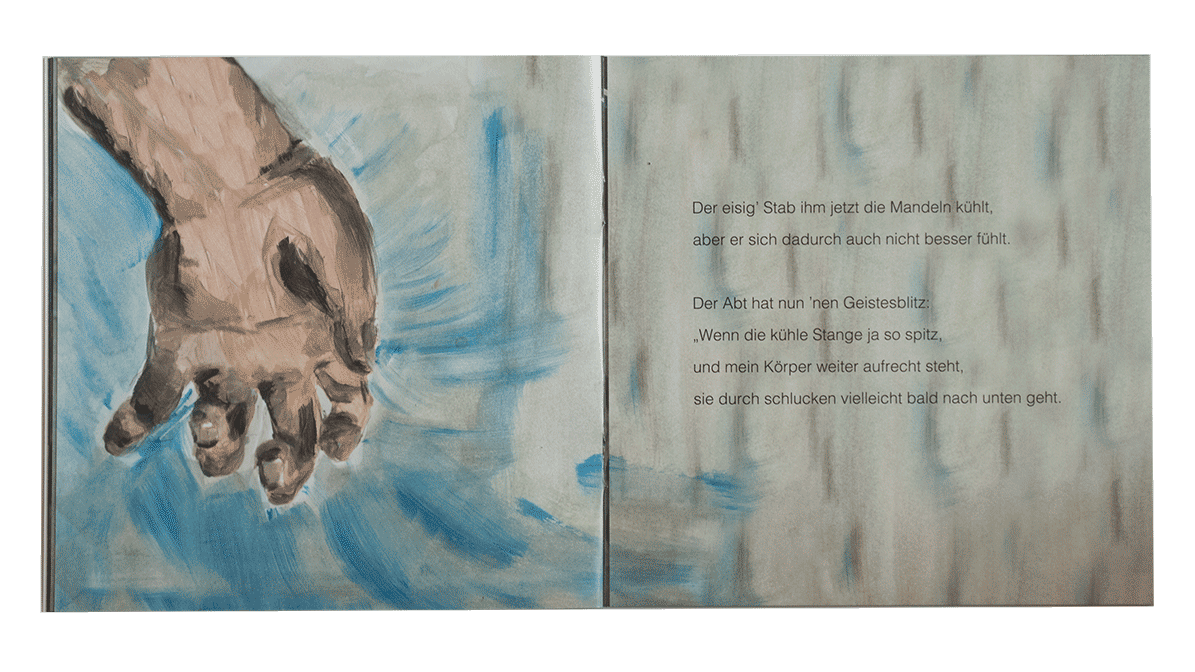 Der eisig’ Stab ihm jetzt die Mandeln kühlt,
aber er sich dadurch auch nicht besser fühlt.
Der Abt hat nun ’nen Geistesblitz:
„Wenn die kühle Stange ja so spitz,
und mein Körper weiter aufrecht steht,
sie durch schlucken vielleicht bald nach unten geht.